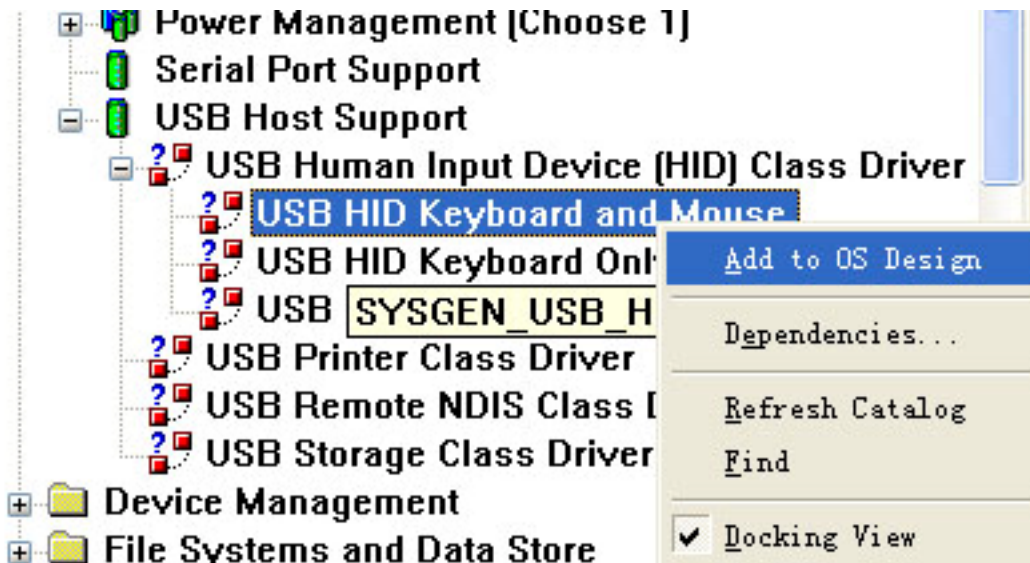 Power Management (Choose 1)
Serial Port Support
USB Host Support
USB Human Input Device (HID) Class Driver
USB HID Keyboard and Mouse
USB HID Keyboard Onl
USB
SYSGEN_USB_H
USB Printer Class Driver
USB Remote NDIS Class
USB Storage Class Driver
Device Management
File Systems and Data Store
Add to OS Design
Dependencies...
Refresh Catalog
Find
Docking View